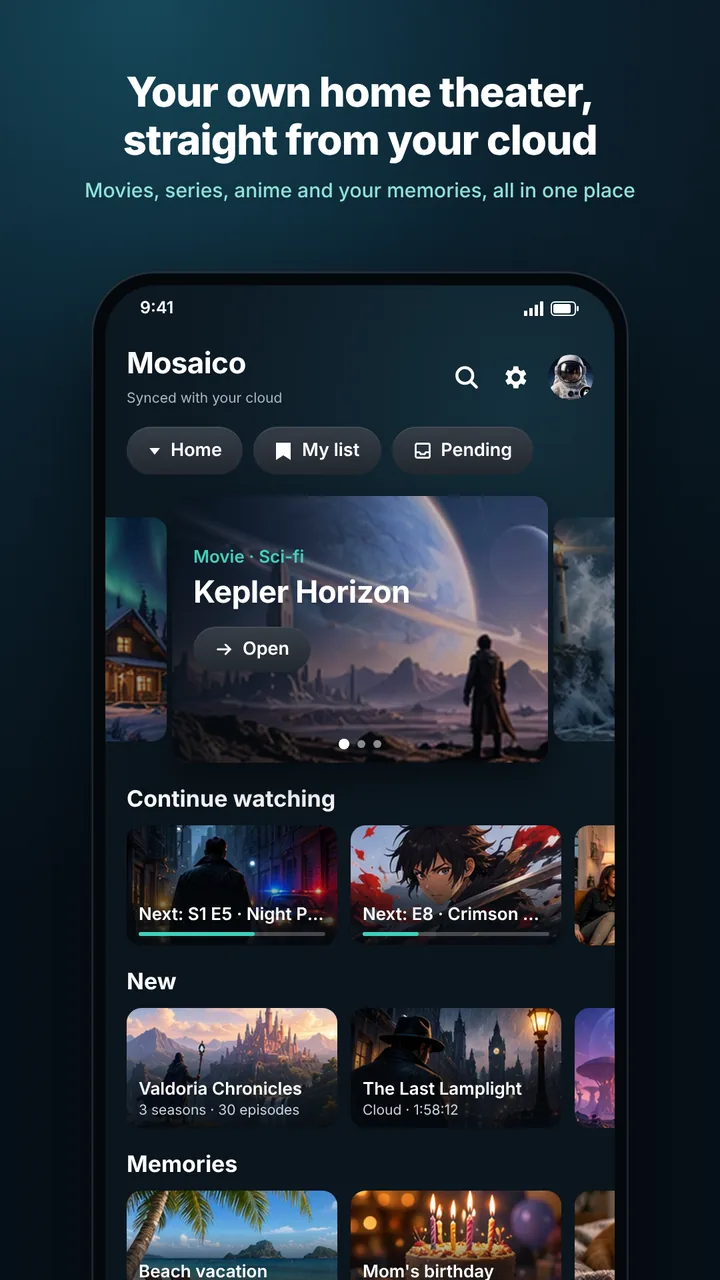 Your own home theater,
straight from your cloud
Movies, series, anime and your memories, all in one place
9:41
Mosaico
Synced with your cloud
Home
My list
Pending
Movie · Sci-fi
Kepler Horizon
Open
Continue watching
Next: S1 E5 · Night P...
Next: E8 · Crimson ...
New
Valdoria Chronicles
3 seasons · 30 episodes
The Last Lamplight
Cloud · 1:58:12
Memories
Beach vacation
Mom's birthday